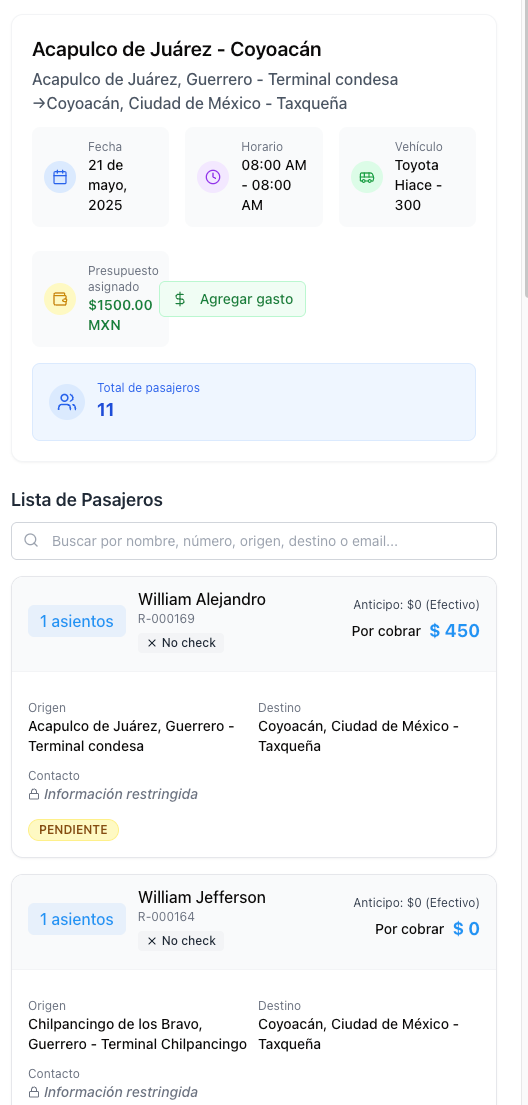 Acapulco de Juárez - Coyoacán
Acapulco de Juárez, Guerrero - Terminal condesa
→Coyoacán, Ciudad de México - Taxqueña
Fecha
21 de
mayo,
2025
Horario
08:00 AM
- 08:00
AM
Vehículo
Toyota
Hiace -
300
Presupuesto
asignado
$1500.00
MXN
$ Agregar gasto
Total de pasajeros
11
Lista de Pasajeros
Buscar por nombre, número, origen, destino o email...
1 asientos
William Alejandro
R-000169
× No check
Anticipo: $0 (Efectivo)
Por cobrar $ 450
Origen
Acapulco de Juárez, Guerrero -
Terminal condesa
Destino
Coyoacán, Ciudad de México -
Taxqueña
Contacto
Información restringida
PENDIENTE
1 asientos
William Jefferson
R-000164
× No check
Anticipo: $0 (Efectivo)
Por cobrar $ 0
Origen
Chilpancingo de los Bravo,
Guerrero - Terminal Chilpancingo
Destino
Coyoacán, Ciudad de México -
Taxqueña
Contacto
Información restringida